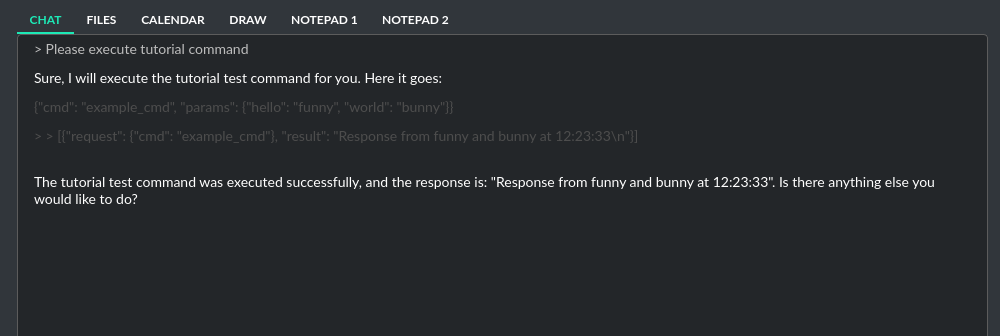 CHAT FILES CALENDAR DRAW NOTEPAD 1 NOTEPAD 2
> Please execute tutorial command
Sure, I will execute the tutorial test command for you. Here it goes:
{"cmd": "example_cmd", "params": {"hello": "funny", "world": "bunny"}}
> > [{"request": {"cmd": "example_cmd"}, "result": "Response from funny and bunny at 12:23:33\n"}]
The tutorial test command was executed successfully, and the response is: "Response from funny and bunny at 12:23:33". Is there anything else you
would like to do?